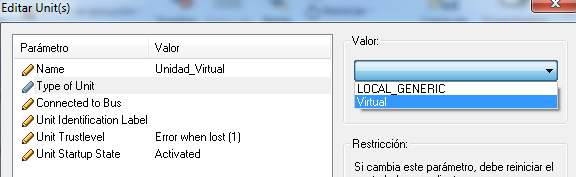 Editar Unit(s)
Parámetro Valor
Name Unidad_Virtual
Type of Unit
Connected to Bus
Unit Identification Label
Unit Trustlevel Error when lost (1)
Unit Startup State Activated
Valor:
LOCAL_GENERIC
Virtual
Restricción:
Si cambia este parámetro, debe reiniciar el